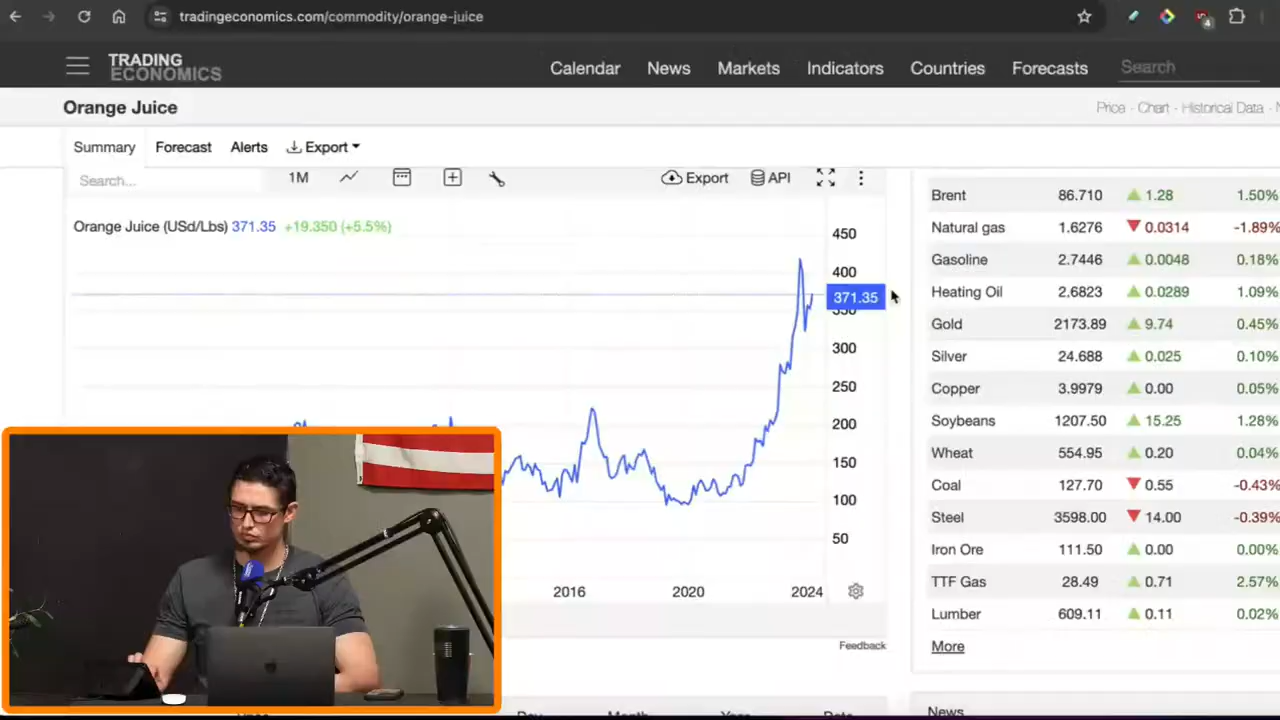 tradingeconomics.com/commodity/orange-juice
4
TRADING
ECONOMICS
Calendar News Markets Indicators Countries Forecasts Search
Orange Juice
Price - Chart - Historical Data -
Summary Forecast Alerts Export
Search...
1M
Export API
Orange Juice (USd/Lbs) 371.35 +19.350 (+5.5%)
450
400
371.35
350
300
250
200
150
100
50
2016 2020 2024
Feedback
Brent 86.710 1.28 1.50%
Natural gas 1.6276 0.0314 -1.89%
Gasoline 2.7446 0.0048 0.18%
Heating Oil 2.6823 0.0289 1.09%
Gold 2173.89 9.74 0.45%
Silver 24.688 0.025 0.10%
Copper 3.9979 0.00 0.05%
Soybeans 1207.50 15.25 1.28%
Wheat 554.95 0.20 0.04%
Coal 127.70 0.55 -0.43%
Steel 3598.00 14.00 -0.39%
Iron Ore 111.50 0.00 0.00%
TTF Gas 28.49 0.71 2.57%
Lumber 609.11 0.11 0.02%
More
Day Month Year Date
News